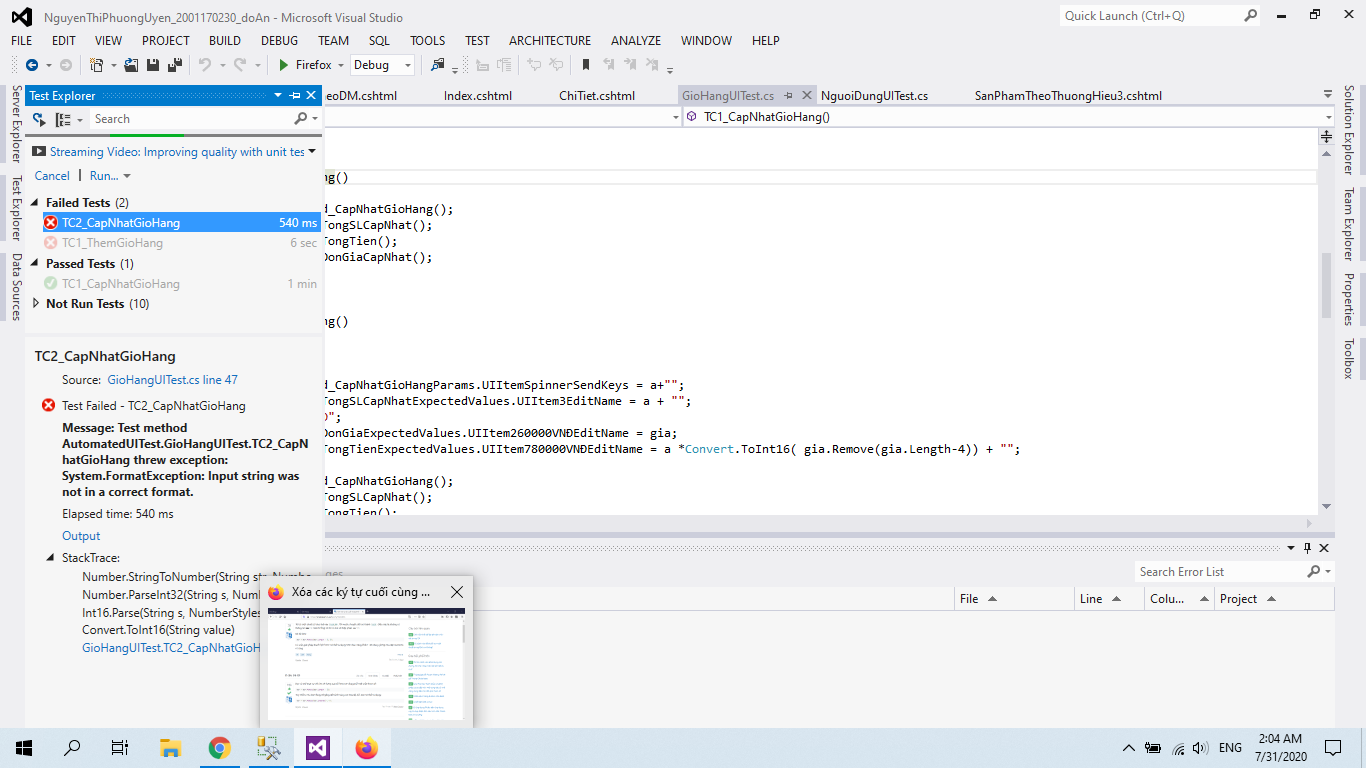 NguyenThiPhuongUyen_2001170230_doAn - Microsoft Visual Studio
Quick Launch (Ctrl+Q)
FILE EDIT VIEW PROJECT BUILD DEBUG TEAM SQL TOOLS TEST ARCHITECTURE ANALYZE WINDOW HELP
Firefox Debug
Server Explorer
Test Explorer
Data Sources
Test Explorer
Search
Streaming Video: Improving quality with unit tes
Cancel | Run...
Failed Tests (2)
TC2_CapNhatGioHang 540 ms
TC1_ThemGioHang 6 sec
Passed Tests (1)
TC1_CapNhatGioHang 1 min
Not Run Tests (10)
TC2_CapNhatGioHang
Source: GioHangUITest.cs line 47
Test Failed - TC2_CapNhatGioHang
Message: Test method
AutomatedUITest.GioHangUITest.TC2_CapN
hatGioHang threw exception:
System.FormatException: Input string was
not in a correct format.
Elapsed time: 540 ms
Output
StackTrace:
Number.StringToNumber(String str, Numbe
Number.ParseInt32(String s, Numb
Int16.Parse(String s, NumberStyles
Convert.ToInt16(String value)
GioHangUITest.TC2_CapNhatGioH
eoDM.cshtml Index.cshtml ChiTiet.cshtml GioHangUITest.cs NguoiDungUITest.cs SanPhamTheoThuongHieu3.cshtml
TC1_CapNhatGioHang()
ng()
d_CapNhatGioHang();
TongSLCapNhat();
TongTien();
DonGiaCapNhat();
ng()
d_CapNhatGioHangParams.UIItemSpinnerSendKeys = a+"";
TongSLCapNhatExpectedValues.UIItem3EditName = a + "";
";
DonGiaExpectedValues.UIItem260000VNĐEditName = gia;
TongTienExpectedValues.UIItem780000VNĐEditName = a *Convert.ToInt16( gia.Remove(gia.Length-4)) + "";
d_CapNhatGioHang();
TongSLCapNhat();
TongTien();
Search Error List
File Line Colu... Project
Solution Explorer
Team Explorer
Properties
Toolbox
Xóa các ký tự cuối cùng ...
ENG
2:04 AM
7/31/2020